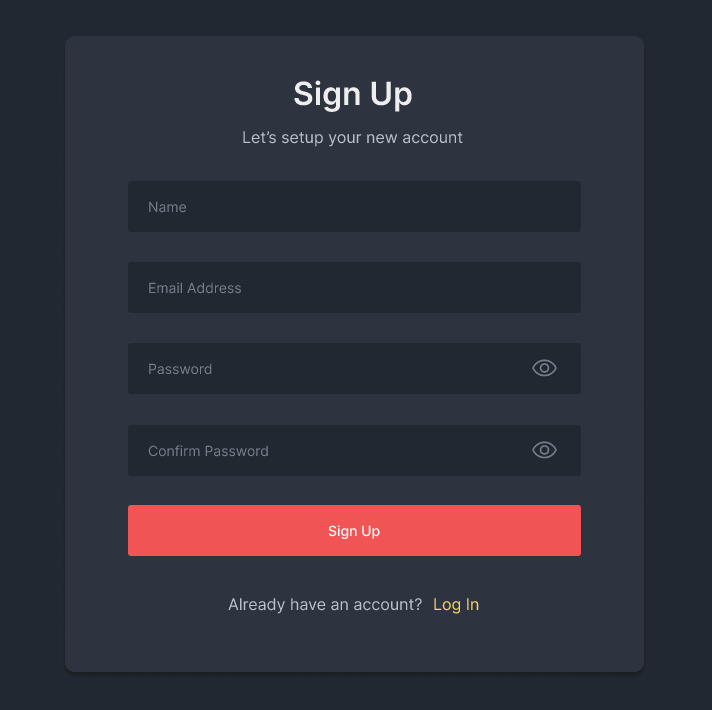 Sign Up
Let’s setup your new account
Name
Email Address
Password
Confirm Password
Sign Up
Already have an account? Log In